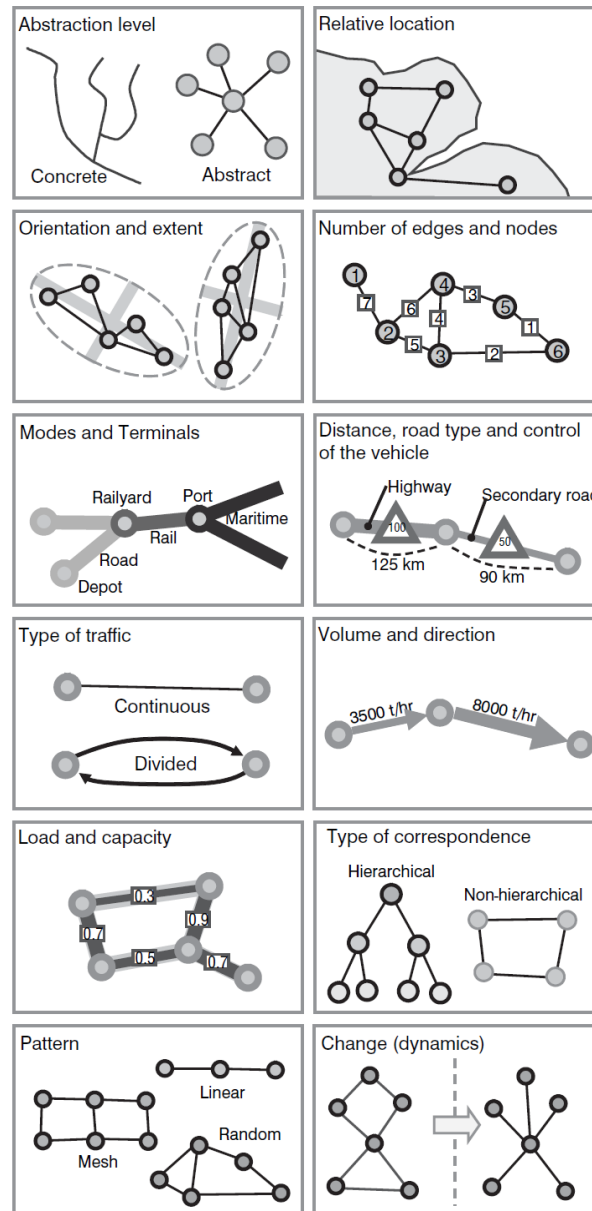 Abstraction level
Concrete
Abstract
Relative location
Orientation and extent
Number of edges and nodes
1
4
3
5
7
6
2
4
1
5
3
2
6
Modes and Terminals
Railyard
Port
Maritime
Rail
Road
Depot
Distance, road type and control
of the vehicle
Highway
Secondary road
100
50
125 km
90 km
Type of traffic
Continuous
Divided
Volume and direction
3500 t/hr
8000 t/hr
Load and capacity
0.3
0.9
0.7
0.5
0.7
Type of correspondence
Hierarchical
Non-hierarchical
Pattern
Linear
Mesh
Random
Change (dynamics)